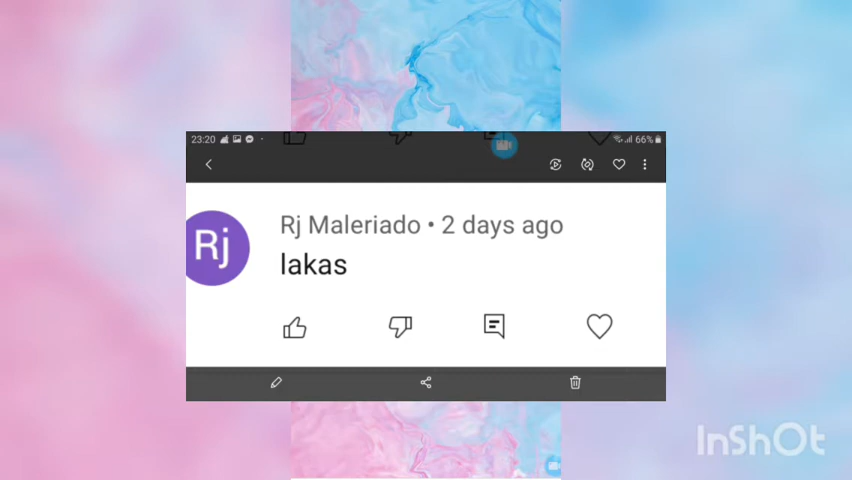 23:20
66%
Rj
Rj Maleriado • 2 days ago
lakas
InShOt